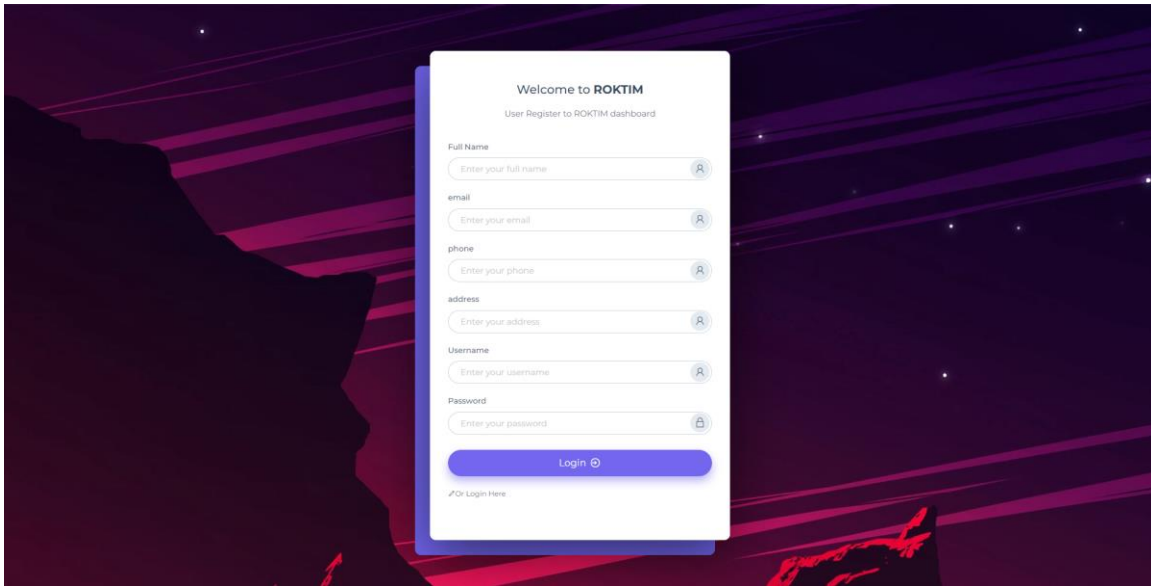 Welcome to ROKTIM
User Register to ROKTIM dashboard
Full Name
Enter your full name
email
Enter your email
phone
Enter your phone
address
Enter your address
Username
Enter your username
Password
Enter your password
Login
Or Login Here